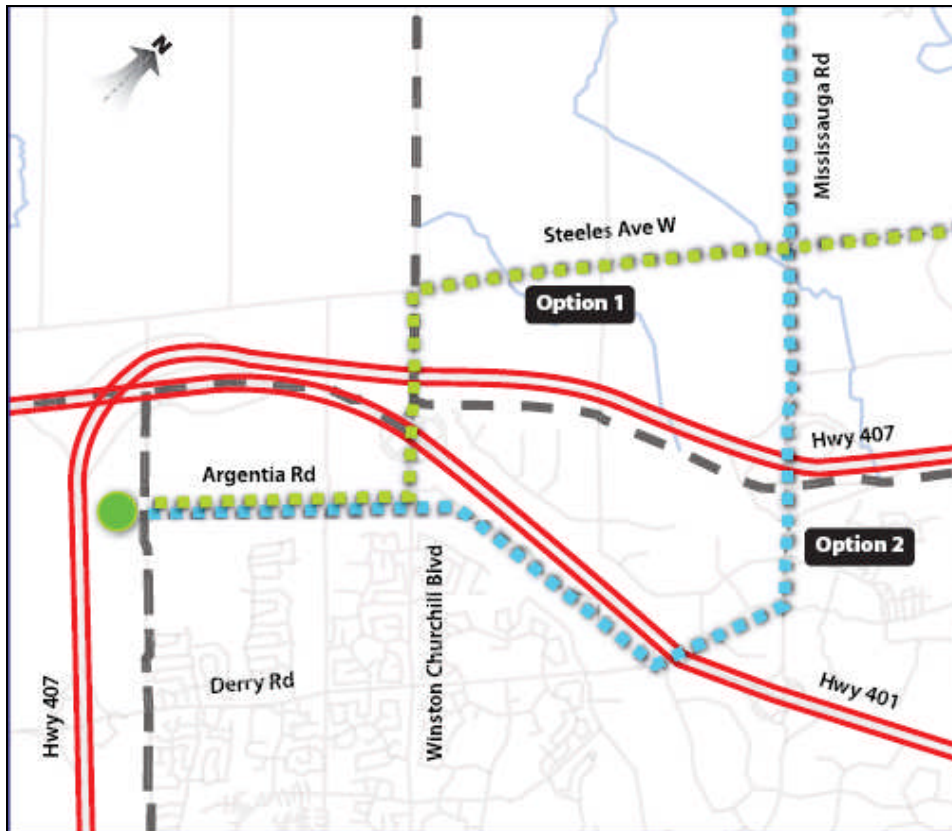 N
Mississauga Rd
Steeles Ave W
Option 1
Hwy 407
Argentia Rd
Option 2
Winston Churchill Blvd
Derry Rd
Hwy 407
Hwy 401